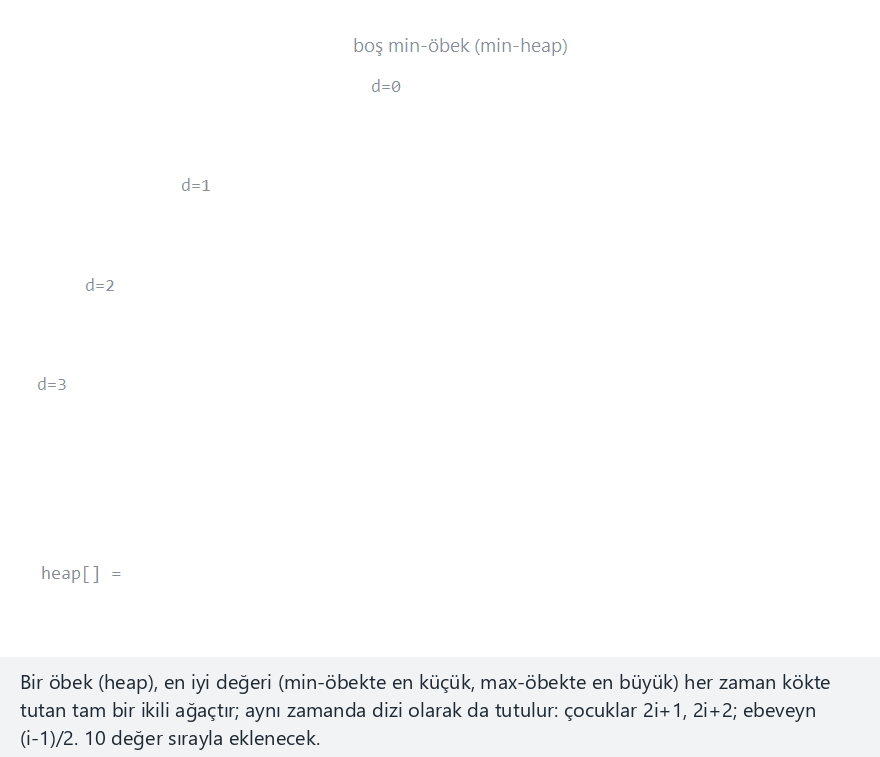 boş min-öbek (min-heap)
d=0
d=1
d=2
d=3
heap[] =
Bir öbek (heap), en iyi değeri (min-öbekte en küçük, max-öbekte en büyük) her zaman kökte
tutan tam bir ikili ağaçtır; aynı zamanda dizi olarak da tutulur: çocuklar 2i+1, 2i+2; ebeveyn
(i-1)/2. 10 değer sırayla eklenecek.